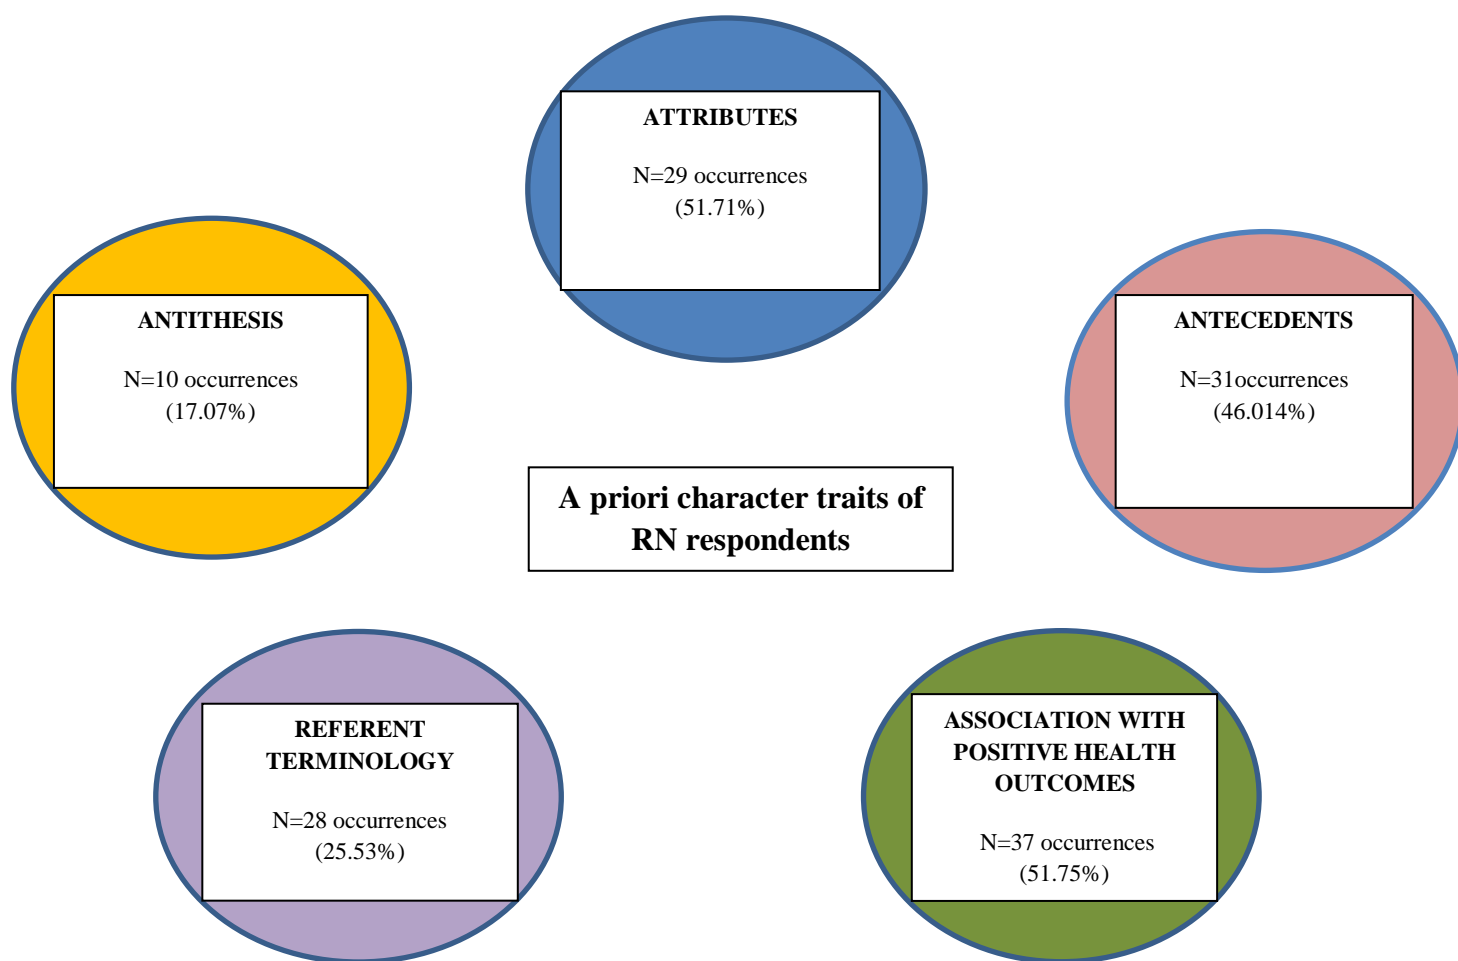 ATTRIBUTES
N=29 occurrences
(51.71%)
ANTITHESIS
N=10 occurrences
(17.07%)
ANTECEDENTS
N=31occurrences
(46.014%)
A priori character traits of
RN respondents
REFERENT
TERMINOLOGY
N=28 occurrences
(25.53%)
ASSOCIATION WITH
POSITIVE HEALTH
OUTCOMES
N=37 occurrences
(51.75%)